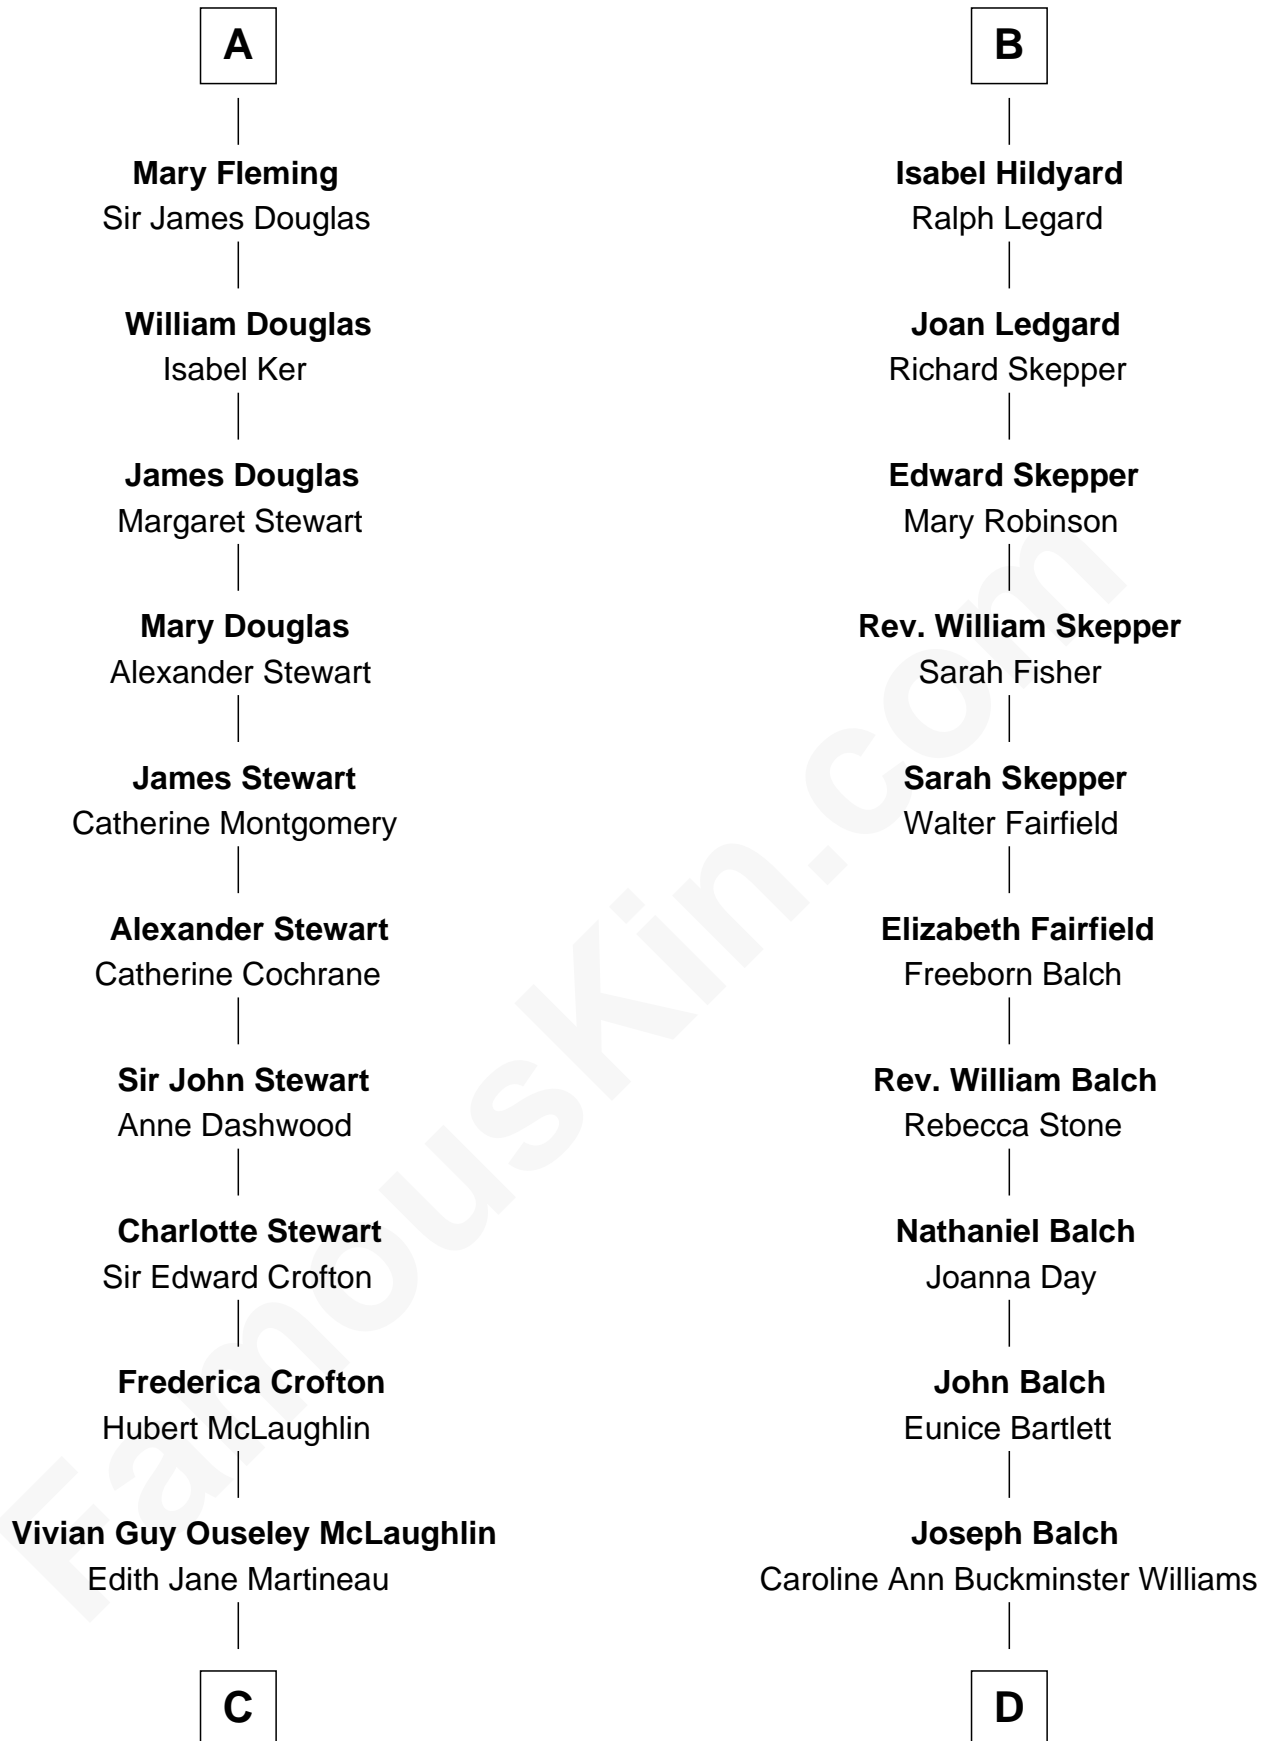 A
Mary Fleming
Sir James Douglas
William Douglas
Isabel Ker
James Douglas
Margaret Stewart
Mary Douglas
Alexander Stewart
James Stewart
Catherine Montgomery
Alexander Stewart
Catherine Cochrane
Sir John Stewart
Anne Dashwood
Charlotte Stewart
Sir Edward Crofton
Frederica Crofton
Hubert McLaughlin
Vivian Guy Ouseley McLaughlin
Edith Jane Martineau
C
B
Isabel Hildyard
Ralph Legard
Joan Ledgard
Richard Skepper
Edward Skepper
Mary Robinson
Rev. William Skepper
Sarah Fisher
Sarah Skepper
Walter Fairfield
Elizabeth Fairfield
Freeborn Balch
Rev. William Balch
Rebecca Stone
Nathaniel Balch
Joanna Day
John Balch
Eunice Bartlett
Joseph Balch
Caroline Ann Buckminster Williams
D
FamousKin.com